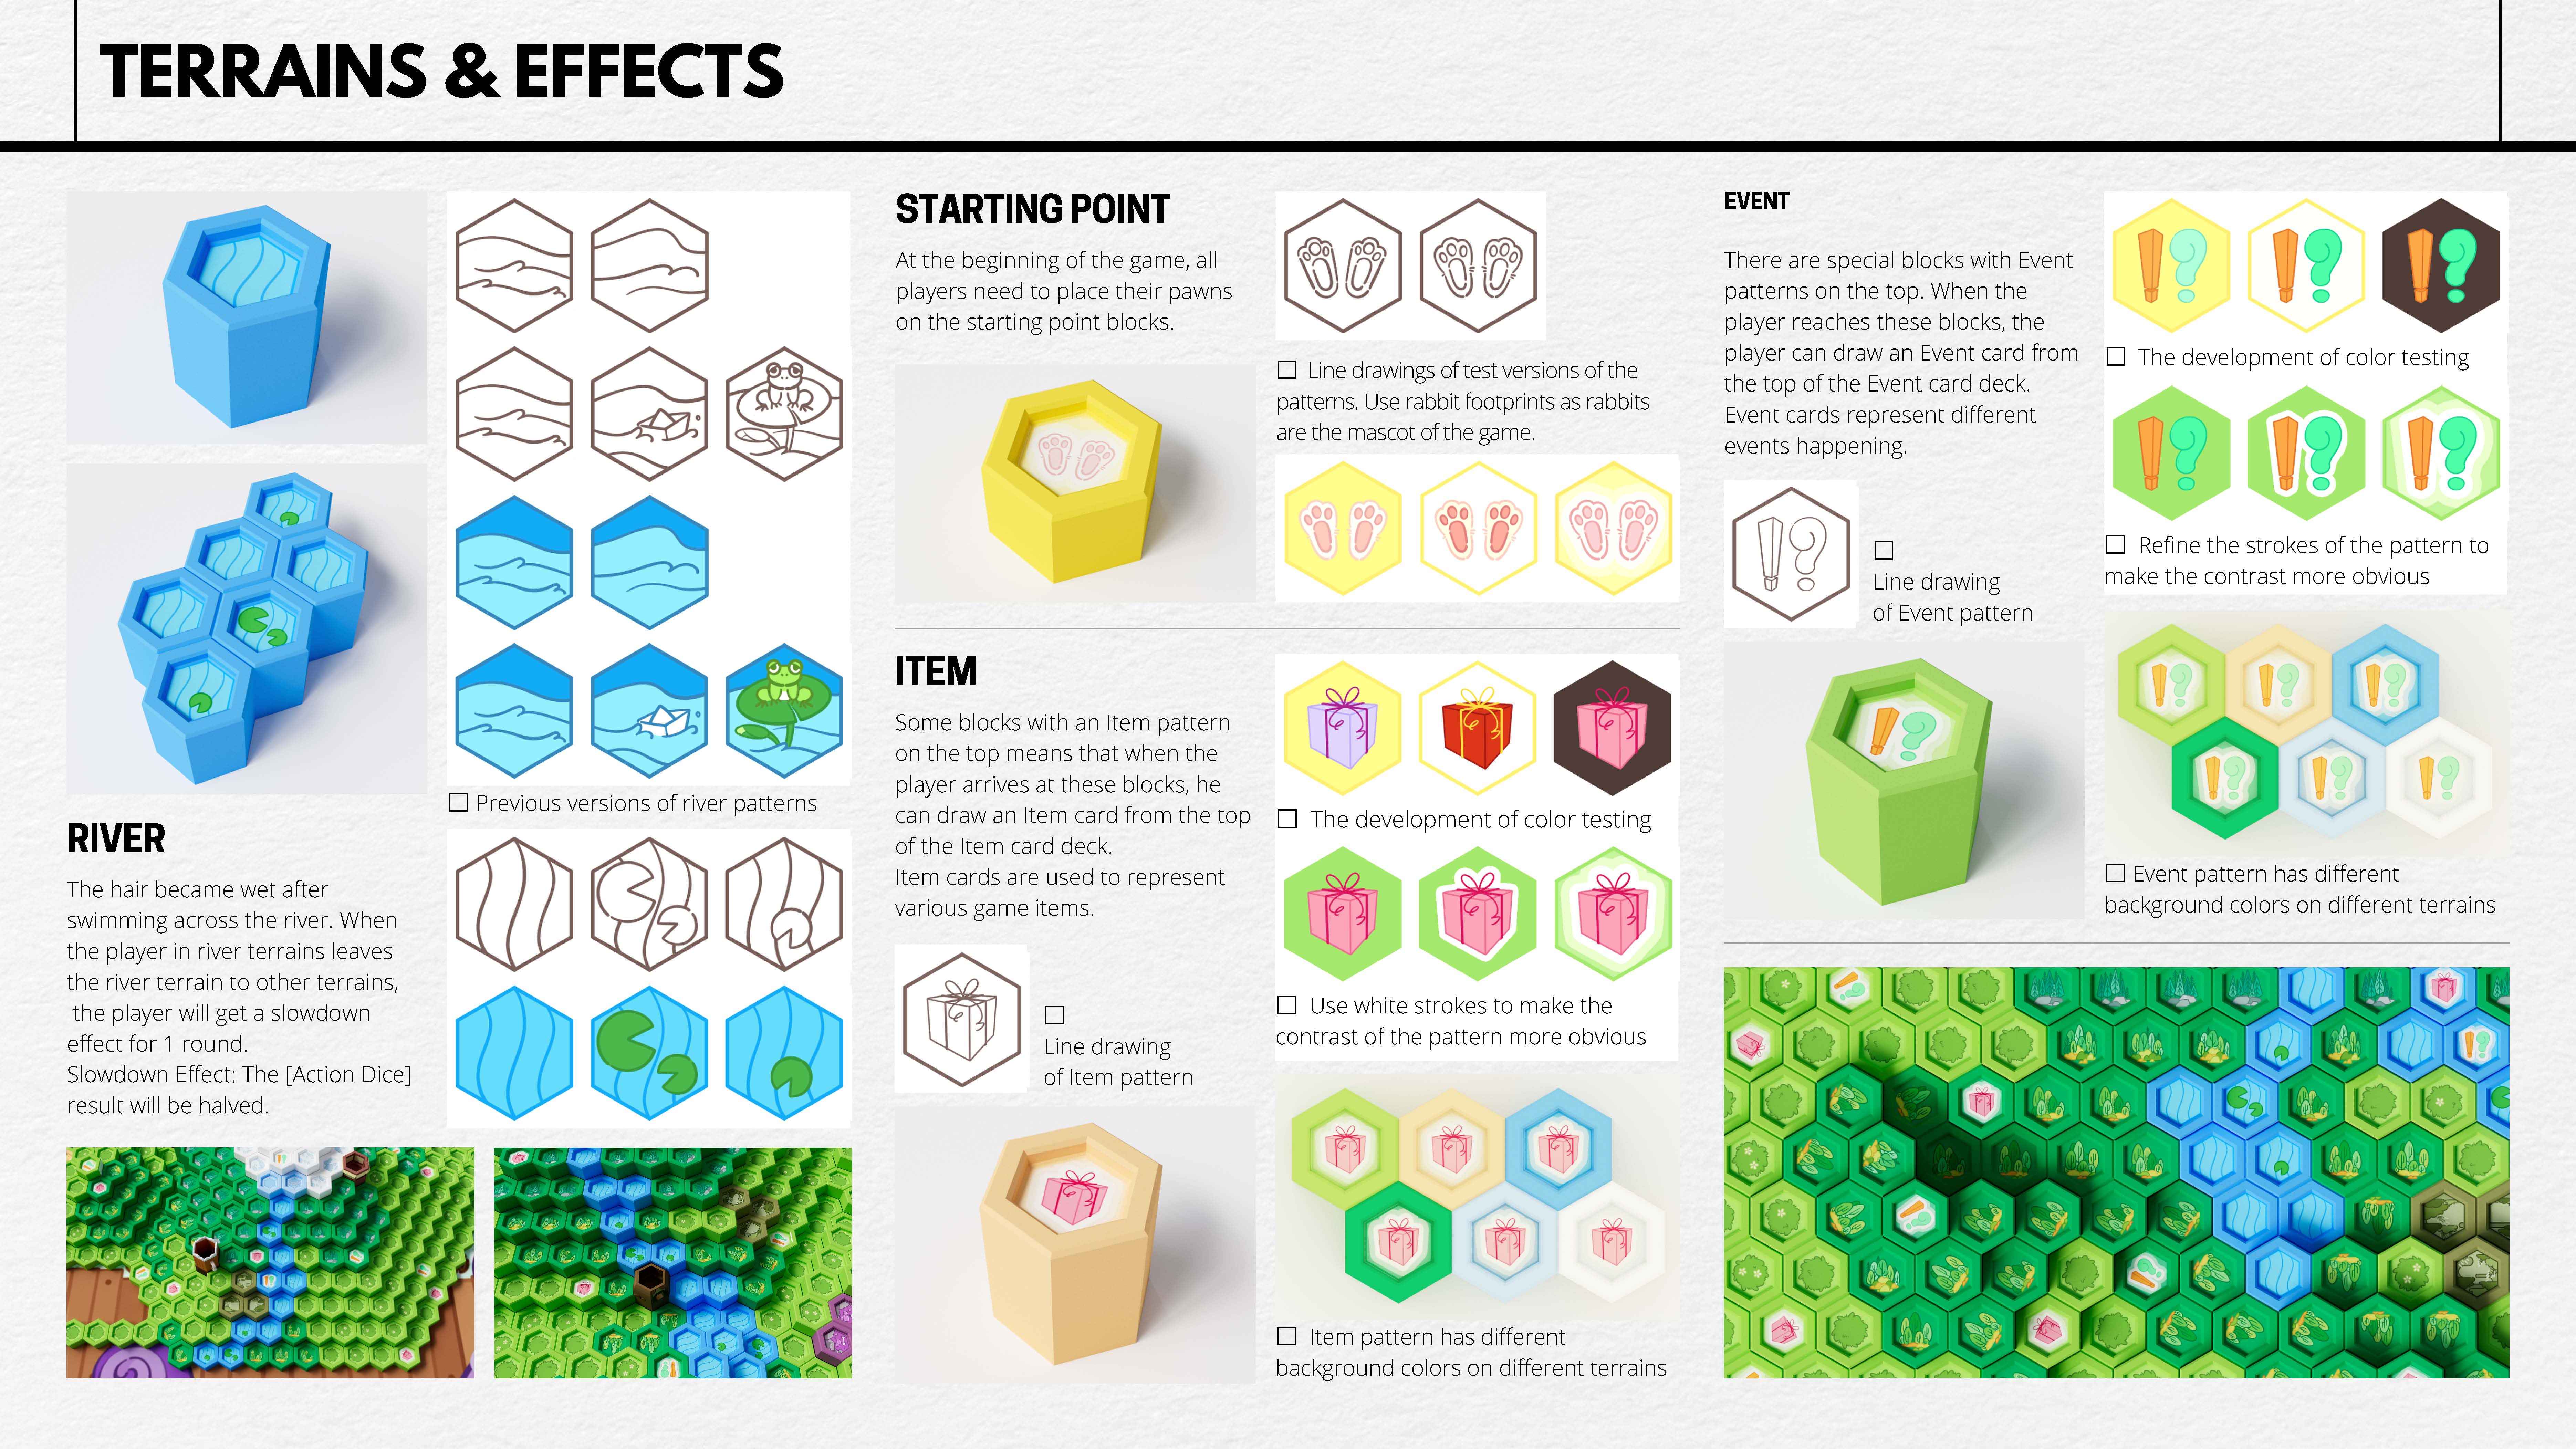 TERRAINS & EFFECTS
☐ Previous versions of river patterns
RIVER
The hair became wet after
swimming across the river. When
the player in river terrains leaves
the river terrain to other terrains,
the player will get a slowdown
effect for 1 round.
Slowdown Effect: The [Action Dice]
result will be halved.
STARTING POINT
At the beginning of the game, all
players need to place their pawns
on the starting point blocks.
☐ Line drawings of test versions of the
patterns. Use rabbit footprints as rabbits
are the mascot of the game.
ITEM
Some blocks with an Item pattern
on the top means that when the
player arrives at these blocks, he
can draw an Item card from the top
of the Item card deck.
Item cards are used to represent
various game items.
☐
Line drawing
of Item pattern
☐ The development of color testing
☐ Use white strokes to make the
contrast of the pattern more obvious
☐ Item pattern has different
background colors on different terrains
EVENT
There are special blocks with Event
patterns on the top. When the
player reaches these blocks, the
player can draw an Event card from
the top of the Event card deck.
Event cards represent different
events happening.
☐
Line drawing
of Event pattern
☐ The development of color testing
☐ Refine the strokes of the pattern to
make the contrast more obvious
☐ Event pattern has different
background colors on different terrains